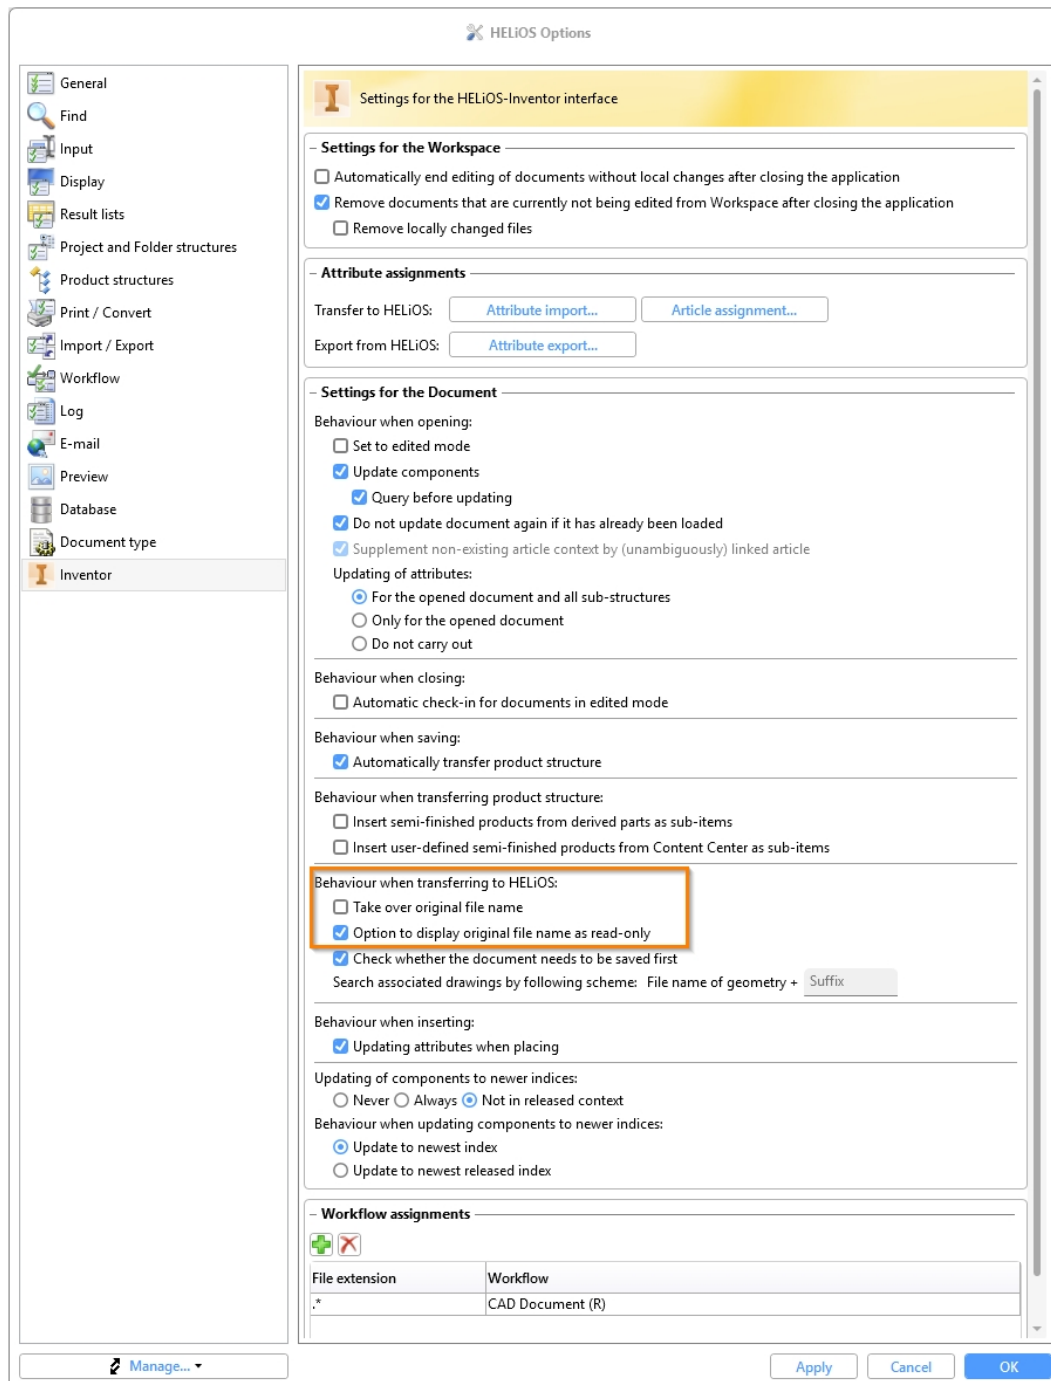 HELiOS Options
General
Find
Input
Display
Result lists
Project and Folder structures
Product structures
Print / Convert
Import / Export
Workflow
Log
E-mail
Preview
Database
Document type
Inventor
Settings for the HELiOS-Inventor interface
Settings for the Workspace
Automatically end editing of documents without local changes after closing the application
Remove documents that are currently not being edited from Workspace after closing the application
Remove locally changed files
Attribute assignments
Transfer to HELiOS: Attribute import... Article assignment...
Export from HELiOS: Attribute export...
Settings for the Document
Behaviour when opening:
Set to edited mode
Update components
Query before updating
Do not update document again if it has already been loaded
Supplement non-existing article context by (unambiguously) linked article
Updating of attributes:
For the opened document and all sub-structures
Only for the opened document
Do not carry out
Behaviour when closing:
Automatic check-in for documents in edited mode
Behaviour when saving:
Automatically transfer product structure
Behaviour when transferring product structure:
Insert semi-finished products from derived parts as sub-items
Insert user-defined semi-finished products from Content Center as sub-items
Behaviour when transferring to HELiOS:
Take over original file name
Option to display original file name as read-only
Check whether the document needs to be saved first
Search associated drawings by following scheme: File name of geometry + Suffix
Behaviour when inserting:
Updating attributes when placing
Updating of components to newer indices:
Never Always Not in released context
Behaviour when updating components to newer indices:
Update to newest index
Update to newest released index
Workflow assignments
File extension Workflow
.* CAD Document (R)
Manage... Apply Cancel OK